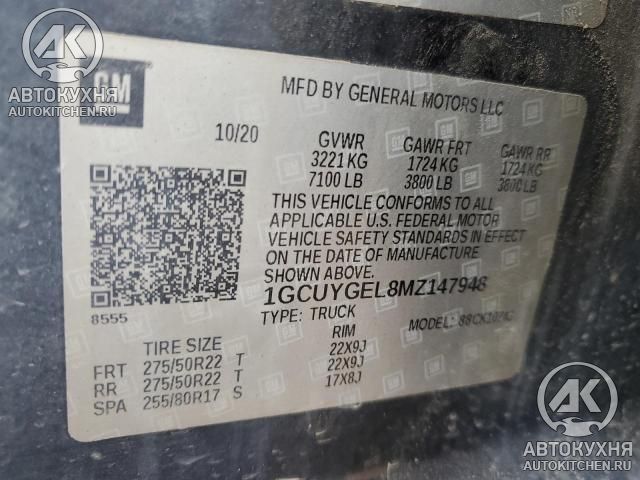 AK
АВТОКУХНЯ
AUTOKITCHEN.RU
GM
MFD BY GENERAL MOTORS LLC
10/20 GVWR GAWR FRT GAWR RR
3221 KG 1724 KG 1724 KG
7100 LB 3800 LB 3800 LB
THIS VEHICLE CONFORMS TO ALL
APPLICABLE U.S. FEDERAL MOTOR
VEHICLE SAFETY STANDARDS IN EFFECT
ON THE DATE OF MANUFACTURE
SHOWN ABOVE.
1GCUYGEL8MZ147948
8555
TYPE: TRUCK MODEL:
TIRE SIZE RIM
FRT 275/50R22 T 22X9J
RR 275/50R22 T 22X9J
SPA 255/80R17 S 17X8J
AK
АВТОКУХНЯ
AUTOKITCHEN.RU